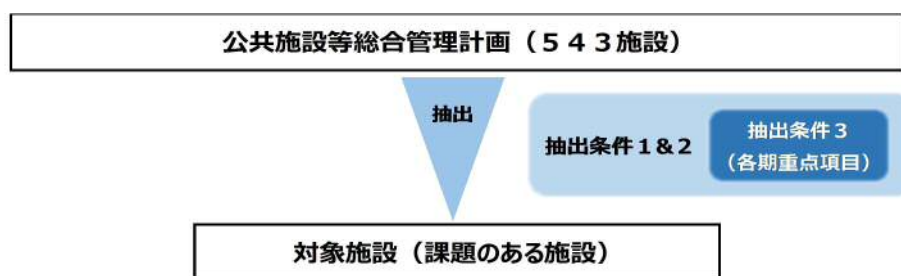 公共施設等総合管理計画（５４３施設）
抽出
抽出条件１&２
抽出条件３
（各期重点項目）
対象施設（課題のある施設）